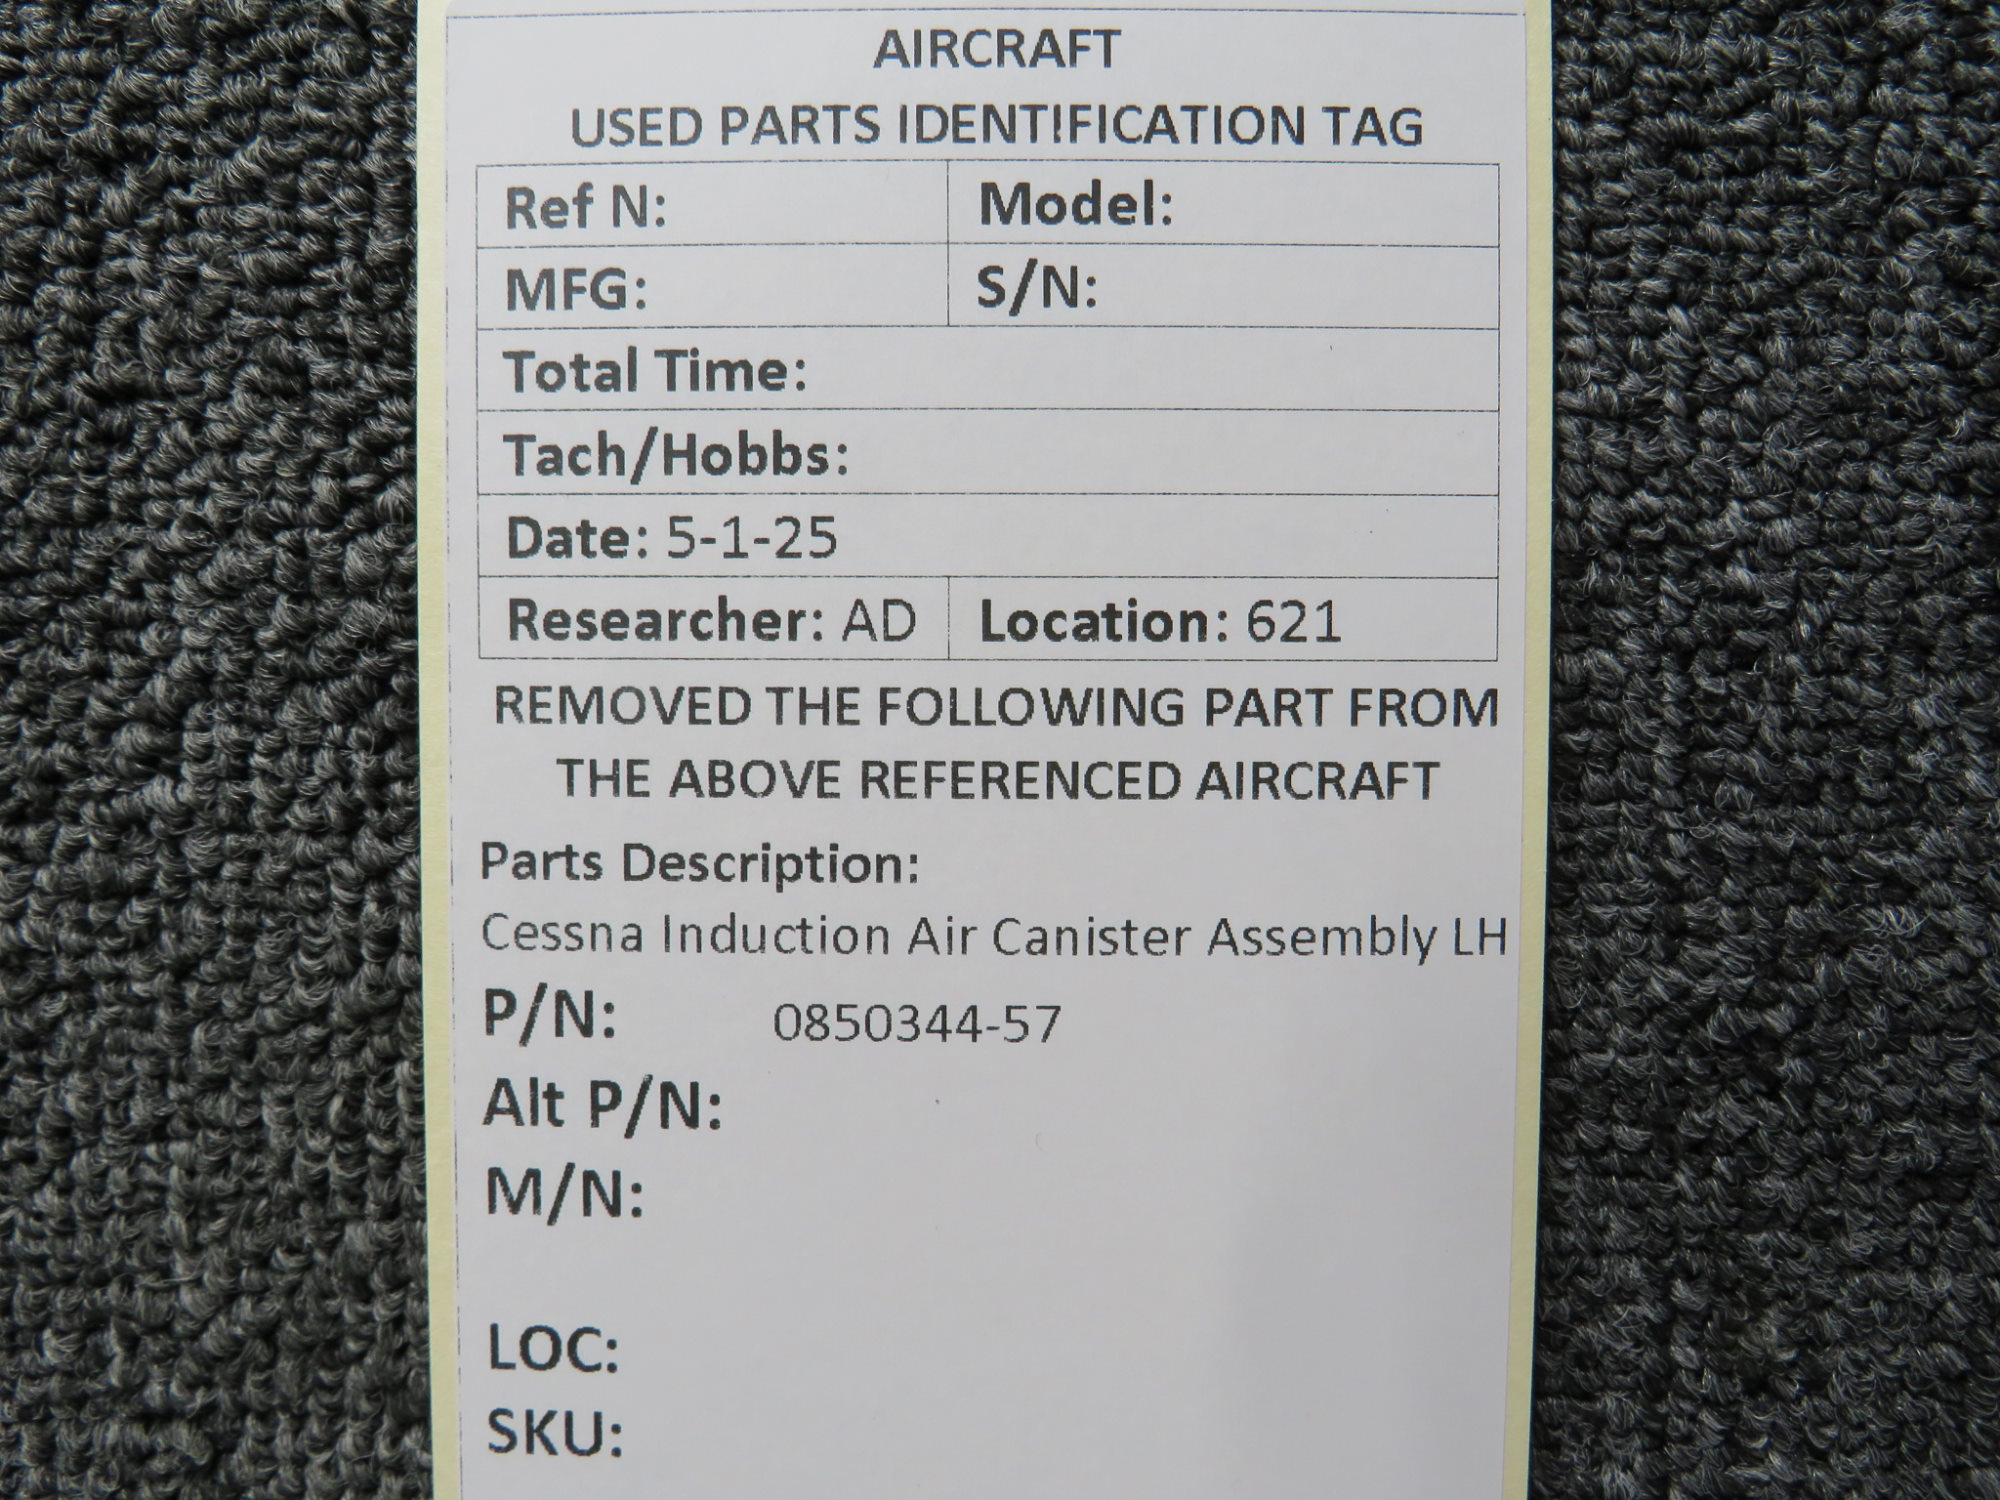 AIRCRAFT
USED PARTS IDENTIFICATION TAG
Ref N: Model:
MFG: S/N:
Total Time:
Tach/Hobbs:
Date: 5-1-25
Researcher: AD Location: 621
REMOVED THE FOLLOWING PART FROM
THE ABOVE REFERENCED AIRCRAFT
Parts Description:
Cessna Induction Air Canister Assembly LH
P/N: 0850344-57
Alt P/N:
M/N:
LOC:
SKU: